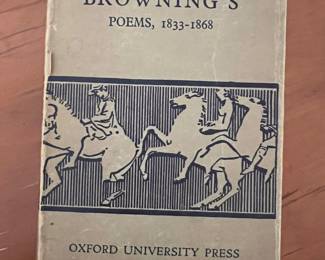 BROWNING'S
POEMS, 1833-1868
OXFORD UNIVERSITY PRESS